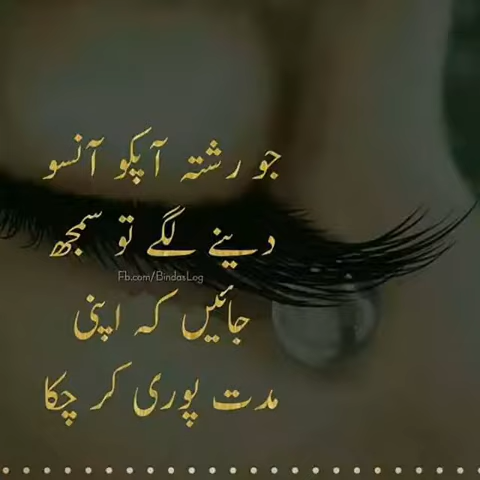 جو رشتہ آپکو آنسو
دینے لگے تو سمجھ
Fb.com/BindasLog
جائیں کہ اپنی
مدت پوری کر چکا